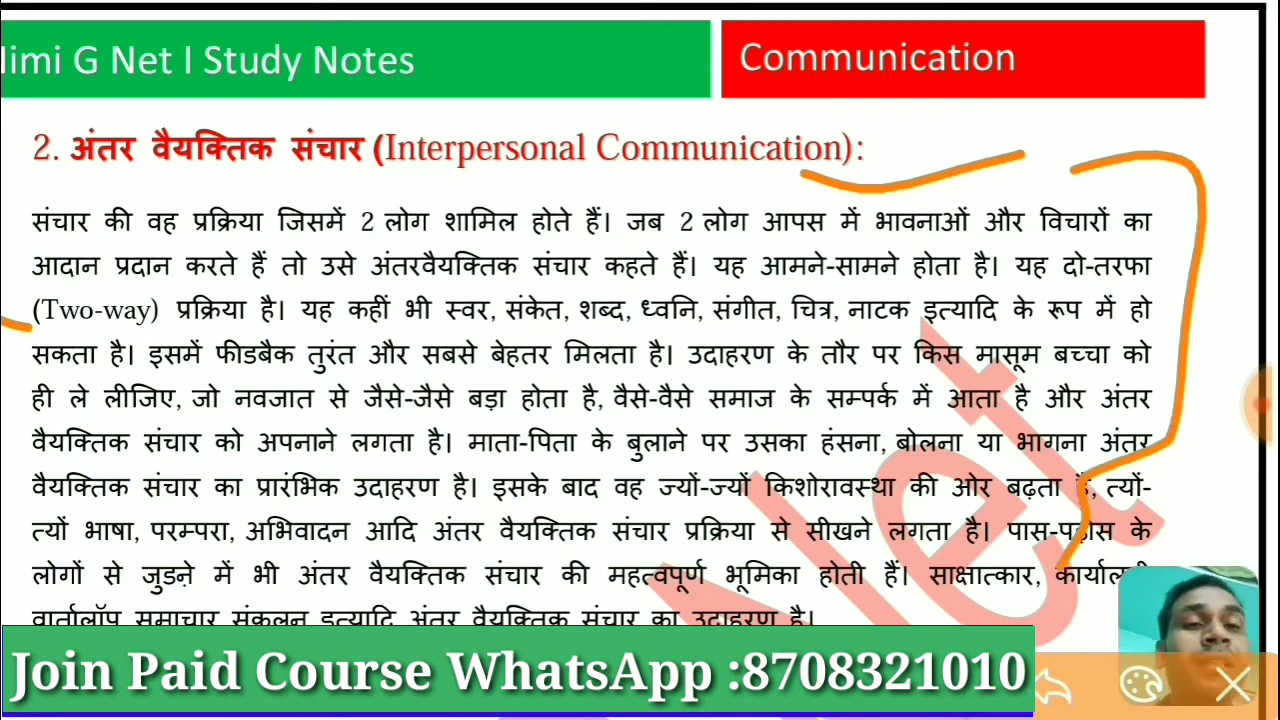 imi G Net I Study Notes
Communication
2. अंतर वैयक्तिक संचार (Interpersonal Communication):
संचार की वह प्रक्रिया जिसमें 2 लोग शामिल होते हैं। जब 2 लोग आपस में भावनाओं और विचारों का
आदान प्रदान करते हैं तो उसे अंतरवैयक्तिक संचार कहते हैं। यह आमने-सामने होता है। यह दो-तरफा
(Two-way) प्रक्रिया है। यह कहीं भी स्वर, संकेत, शब्द, ध्वनि, संगीत, चित्र, नाटक इत्यादि के रूप में हो
सकता है। इसमें फीडबैक तुरंत और सबसे बेहतर मिलता है। उदाहरण के तौर पर किस मासूम बच्चा को
ही ले लीजिए, जो नवजात से जैसे-जैसे बड़ा होता है, वैसे-वैसे समाज के सम्पर्क में आता है और अंतर
वैयक्तिक संचार को अपनाने लगता है। माता-पिता के बुलाने पर उसका हंसना, बोलना या भागना अंतर
वैयक्तिक संचार का प्रारंभिक उदाहरण है। इसके बाद वह ज्यों-ज्यों किशोरावस्था की ओर बढ़ता है, त्यों-
त्यों भाषा, परम्परा, अभिवादन आदि अंतर वैयक्तिक संचार प्रक्रिया से सीखने लगता है। पास-पड़ोस के
लोगों से जुडऩे में भी अंतर वैयक्तिक संचार की महत्वपूर्ण भूमिका होती हैं। साक्षात्कार,
वार्तालॉप समाचार संकलन इत्यादि अंतर वैयक्तिक संचार का उदाहरण है।
Net
Join Paid Course WhatsApp :8708321010